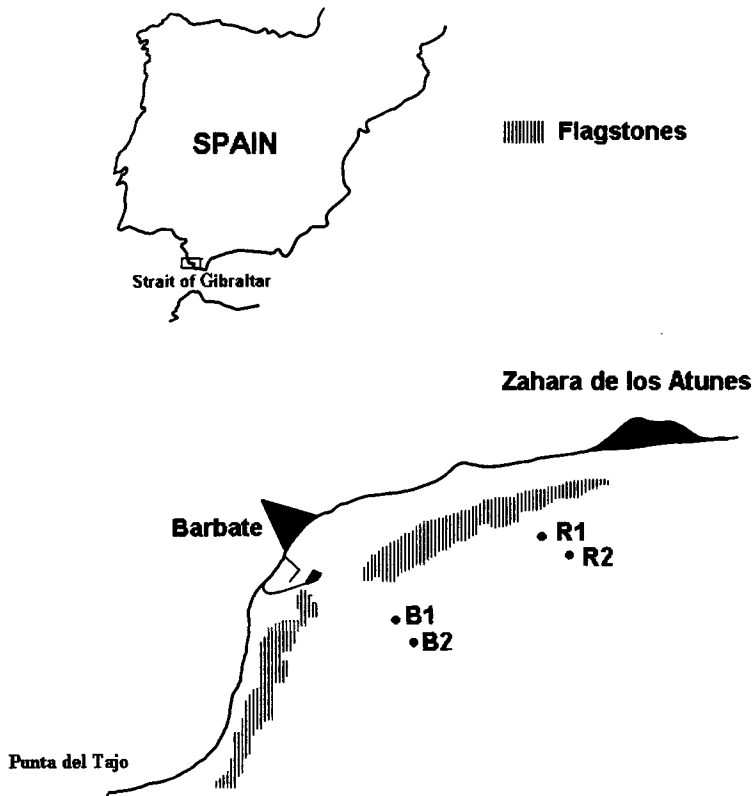 SPAIN
Flagstones
Strait of Gibraltar
Zahara de los Atunes
Barbate
R1
R2
B1
B2
Punta del Tajo